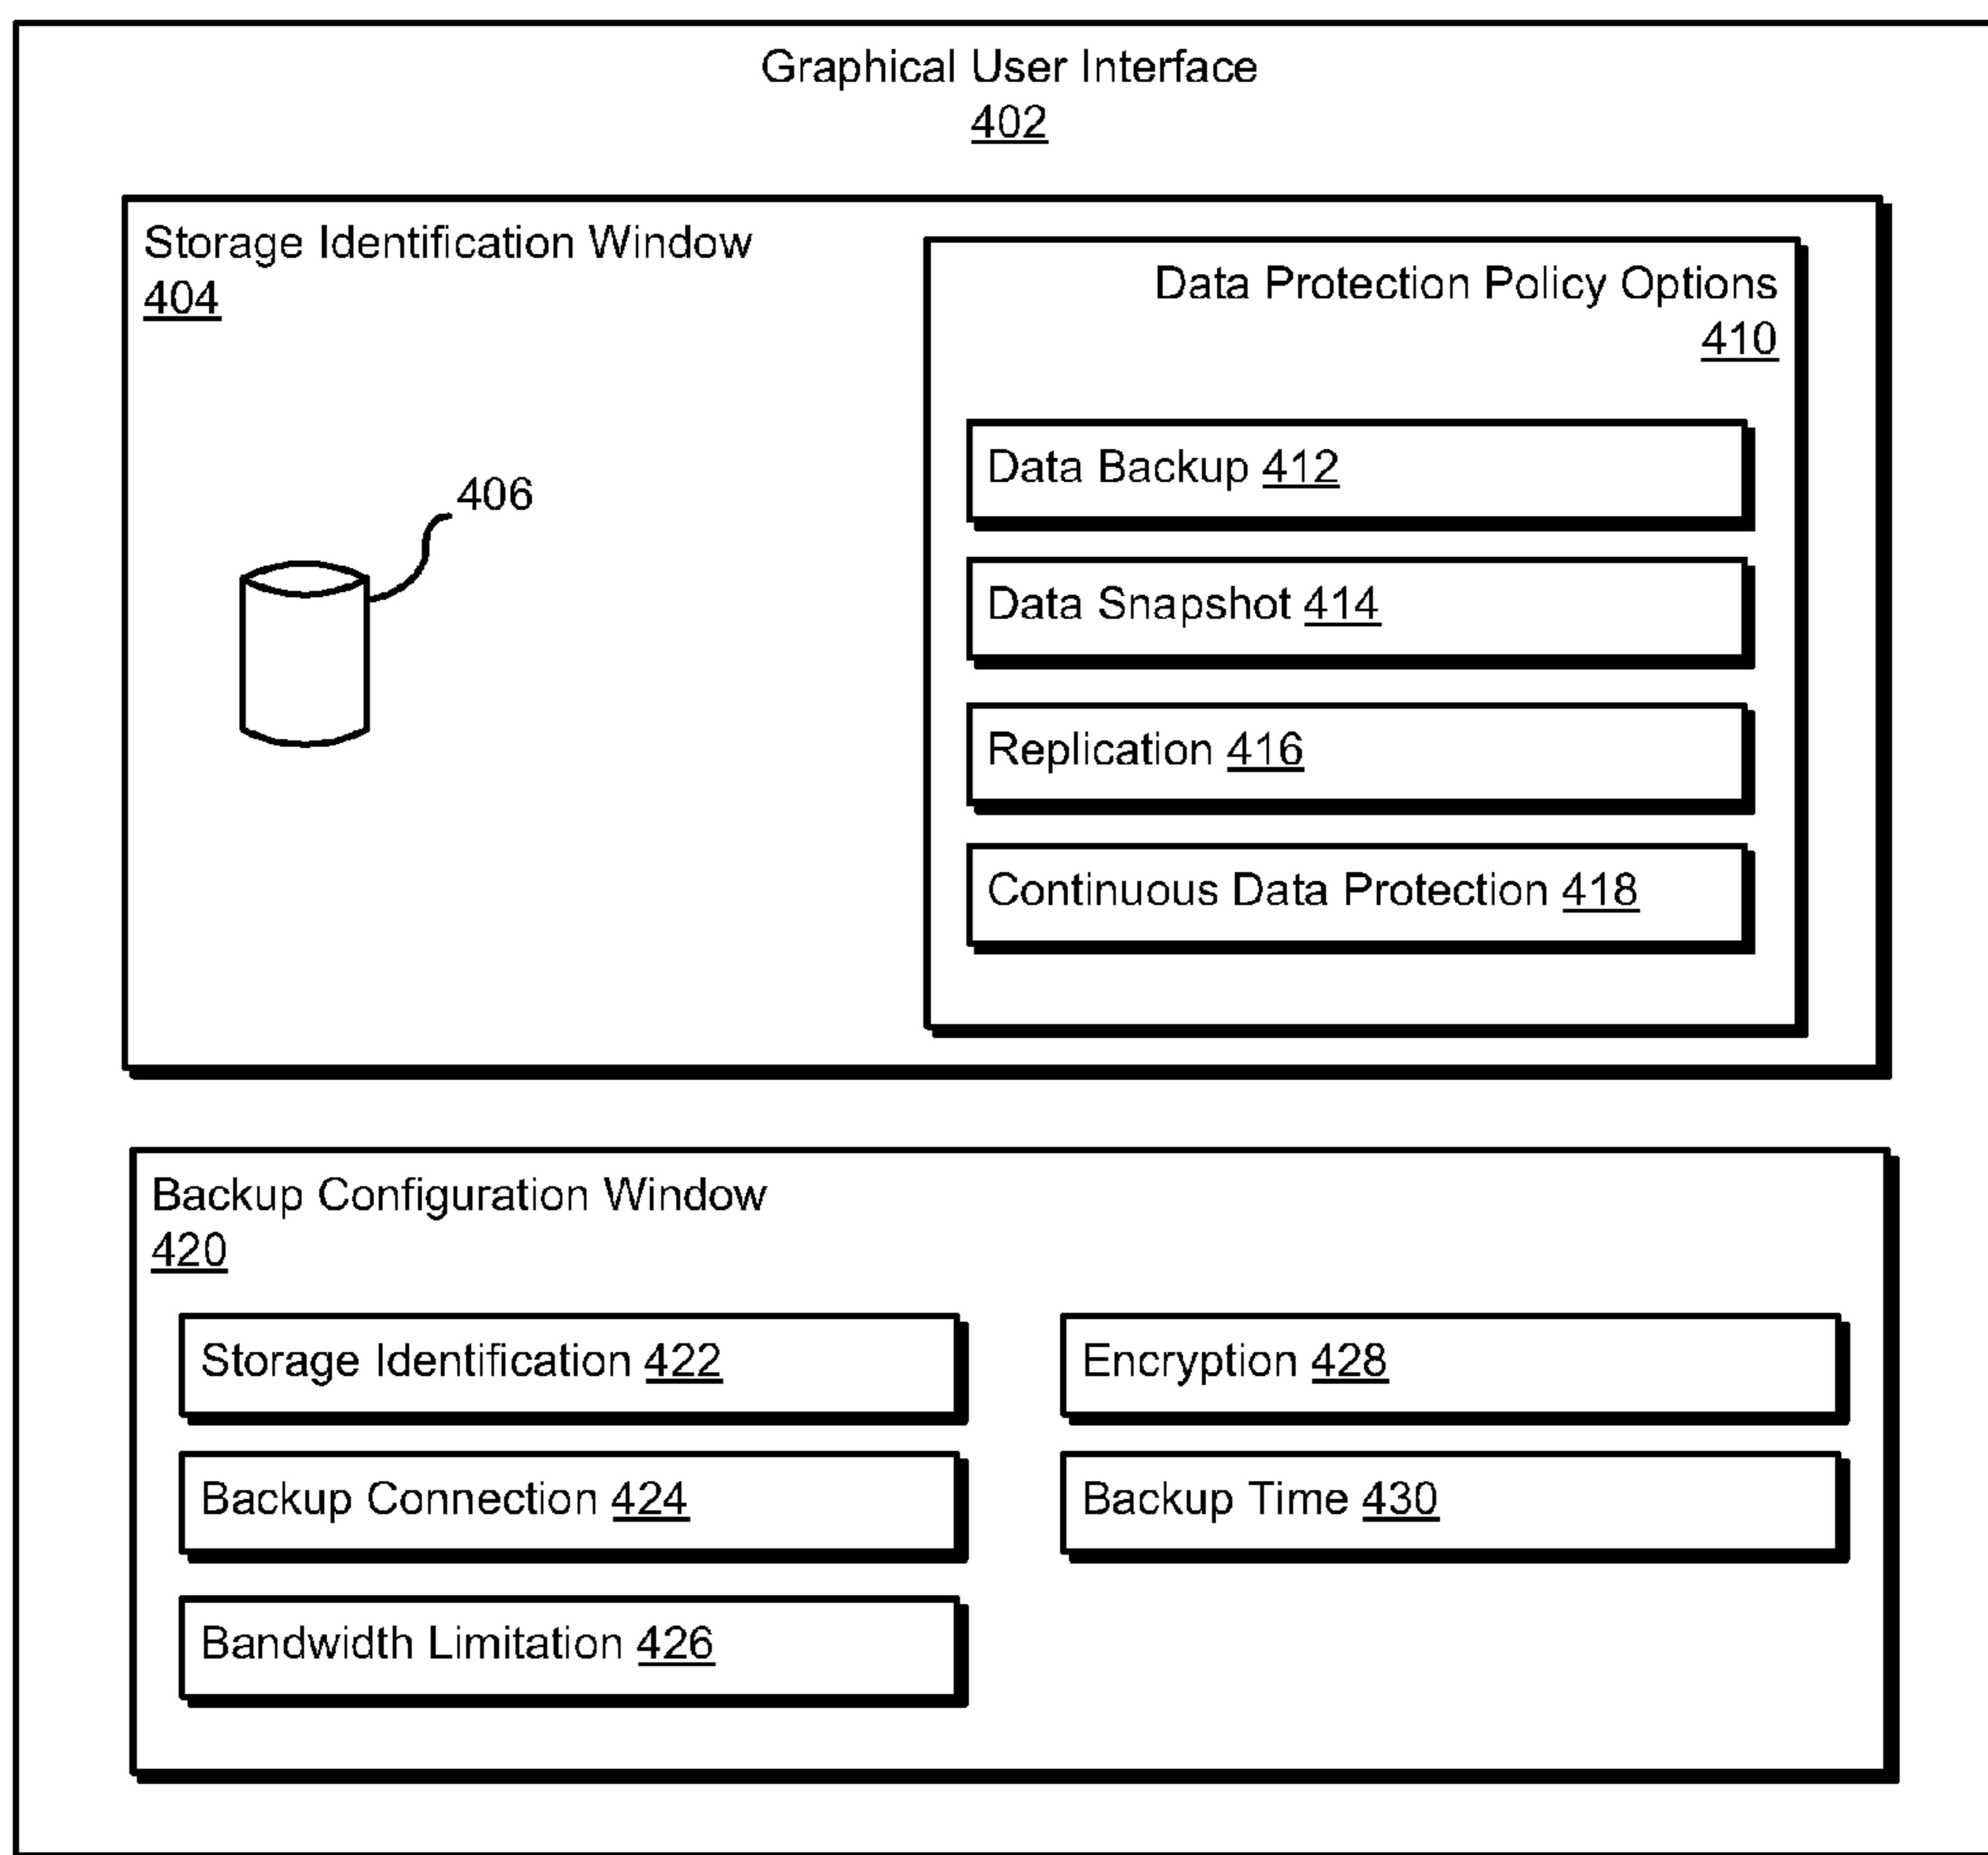 Graphical User Interface
402
Storage Identification Window
404
406
Data Protection Policy Options
410
Data Backup 412
Data Snapshot 414
Replication 416
Continuous Data Protection 418
Backup Configuration Window
420
Storage Identification 422
Backup Connection 424
Bandwidth Limitation 426
Encryption 428
Backup Time 430